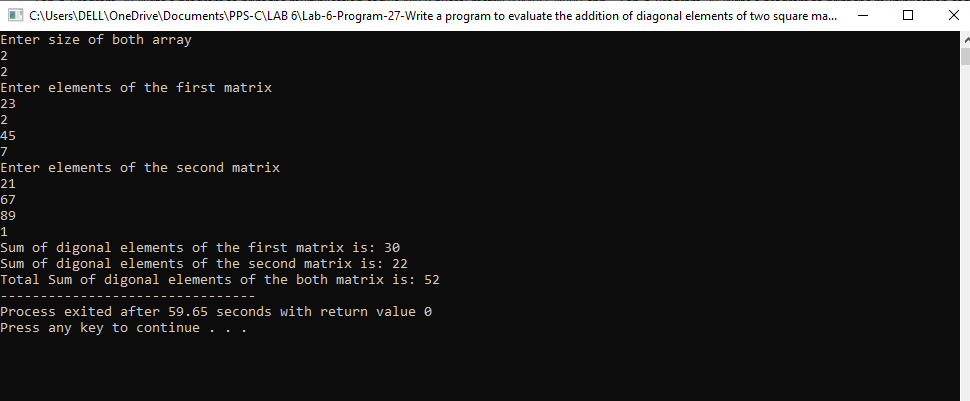 C:\Users\DELL\OneDrive\Documents\PPS-C\LAB 6\Lab-6-Program-27-Write a program to evaluate the addition of diagonal elements of two square ma...
Enter size of both array
2
2
Enter elements of the first matrix
23
2
45
7
Enter elements of the second matrix
21
67
89
1
Sum of digonal elements of the first matrix is: 30
Sum of digonal elements of the second matrix is: 22
Total Sum of digonal elements of the both matrix is: 52
--------------------------------
Process exited after 59.65 seconds with return value 0
Press any key to continue . . .